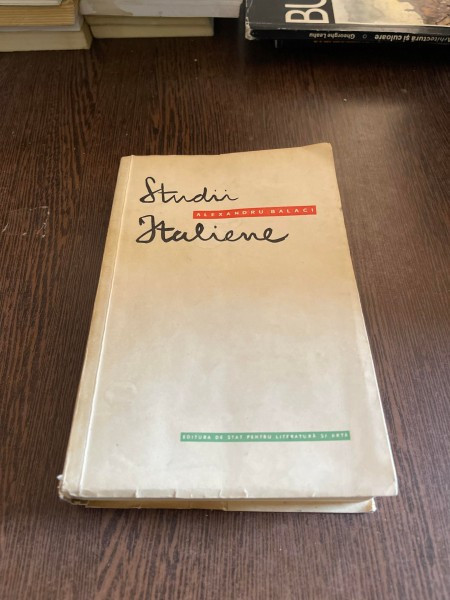 BU
Arhitectură și culoare
Gheorghe Leahu
Studii
ALEXANDRU BALACI
Italiene
EDITURA DE STAT PENTRU LITERATURĂ ȘI ARTĂ